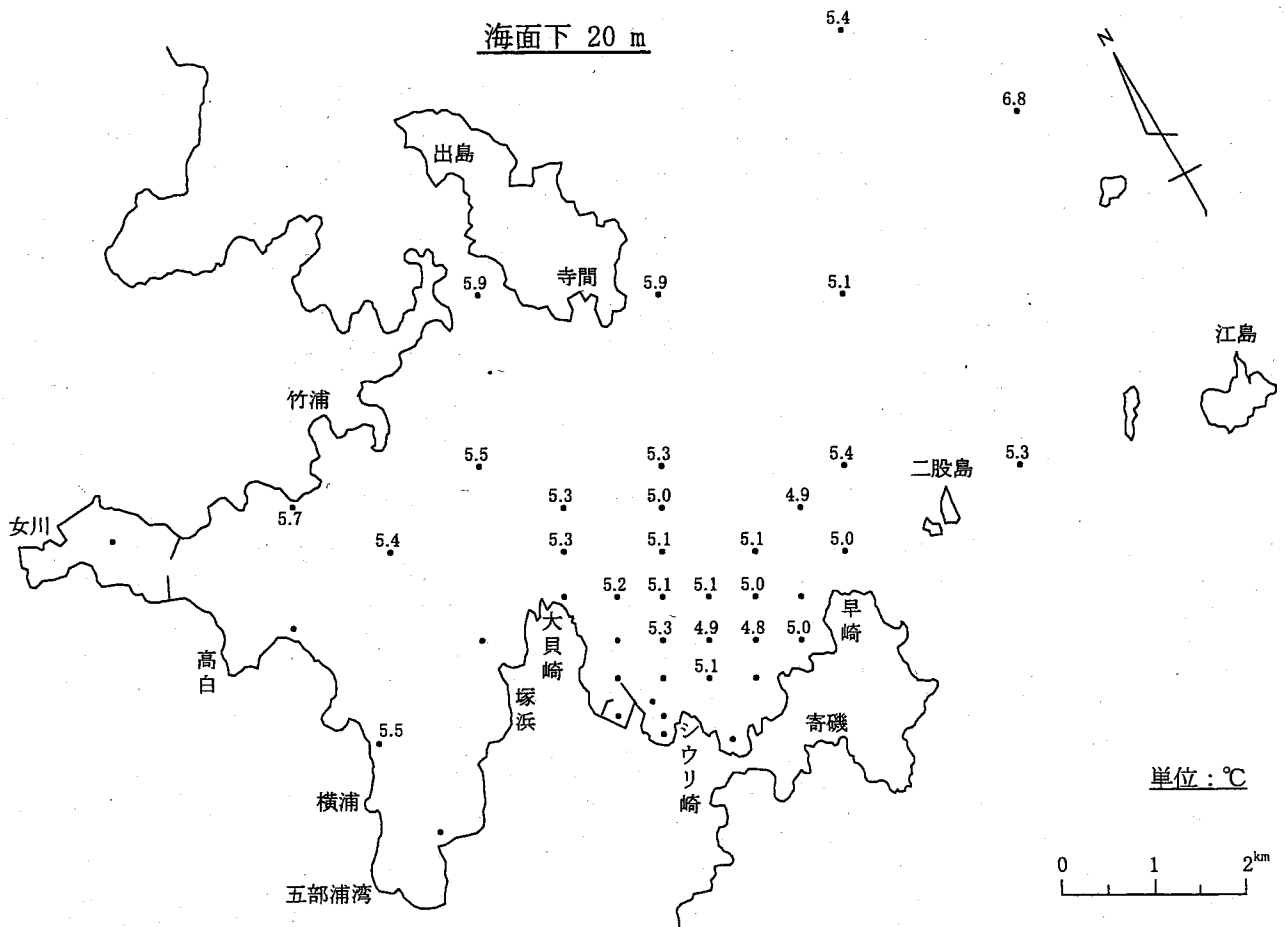 海面下 20 m
5.4
N
6.8
出島
寺間
5.9
5.9
5.1
江島
竹浦
5.5
5.3
5.4
5.3
二股島
5.3
5.0
4.9
5.7
女川
5.4
5.3
5.1
5.1
5.0
5.2
5.1
5.1
5.0
大貝崎
早崎
5.3
4.9
4.8
5.0
高白
5.1
塚浜
シウリ崎
寄磯
5.5
横浦
単位：℃
五部浦湾
0 1 2km